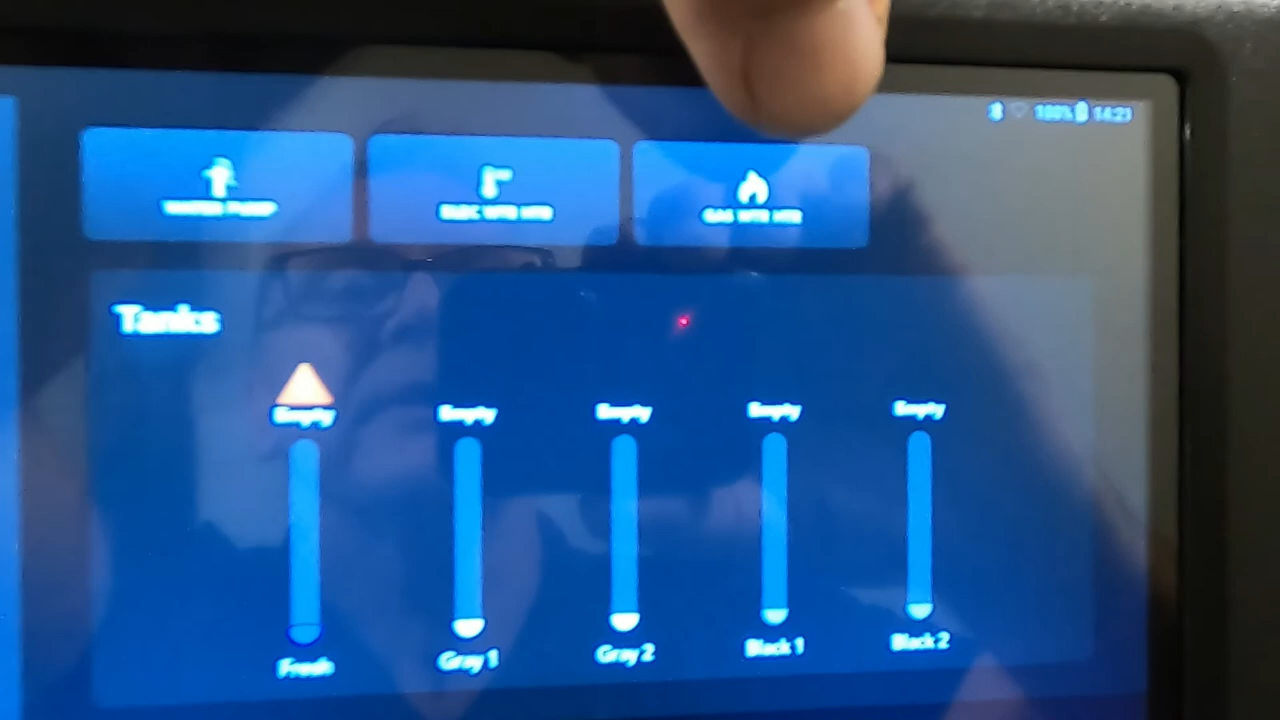 100% 14:21
WATER PUMP ELEC WTR HTR GAS WTR HTR
Tanks
Empty Empty Empty Empty Empty
Fresh Gray 1 Gray 2 Black 1 Black 2